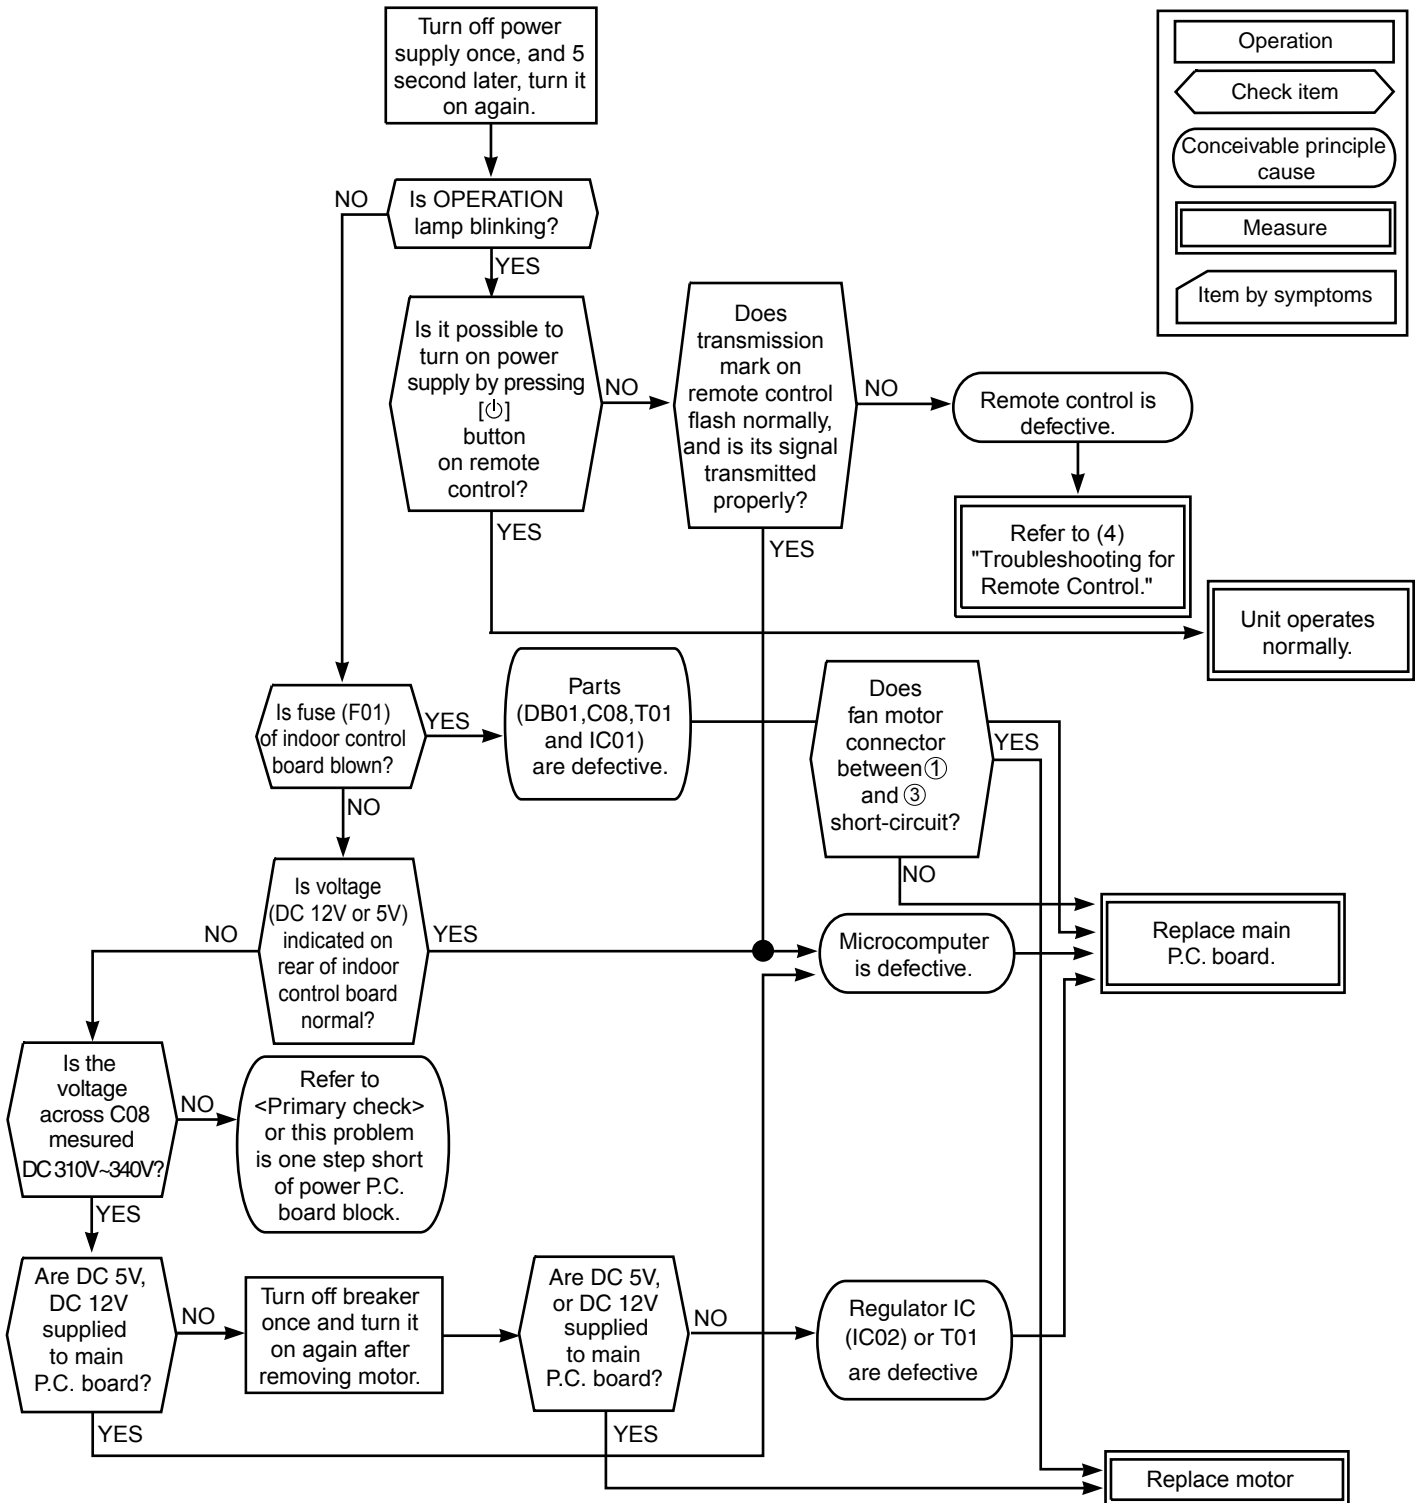 Turn off power
supply once, and 5
second later, turn it
on again.
Operation
Check item
Conceivable principle
cause
Measure
Item by symptoms
NO
Is OPERATION
lamp blinking?
YES
Is it possible to
turn on power
supply by pressing
[⏻]
button
on remote
control?
NO
YES
Does
transmission
mark on
remote control
flash normally,
and is its signal
transmitted
properly?
NO
YES
Remote control is
defective.
Refer to (4)
"Troubleshooting for
Remote Control."
Unit operates
normally.
Is fuse (F01)
of indoor control
board blown?
YES
NO
Parts
(DB01,C08,T01
and IC01)
are defective.
Does
fan motor
connector
between①
and ③
short-circuit?
YES
NO
Is voltage
(DC 12V or 5V)
indicated on
rear of indoor
control board
normal?
NO
YES
Microcomputer
is defective.
Replace main
P.C. board.
Is the
voltage
across C08
mesured
DC 310V~340V?
NO
YES
Refer to
<Primary check>
or this problem
is one step short
of power P.C.
board block.
Are DC 5V,
DC 12V
supplied
to main
P.C. board?
NO
YES
Turn off breaker
once and turn it
on again after
removing motor.
Are DC 5V,
or DC 12V
supplied
to main
P.C. board?
NO
YES
Regulator IC
(IC02) or T01
are defective
Replace motor